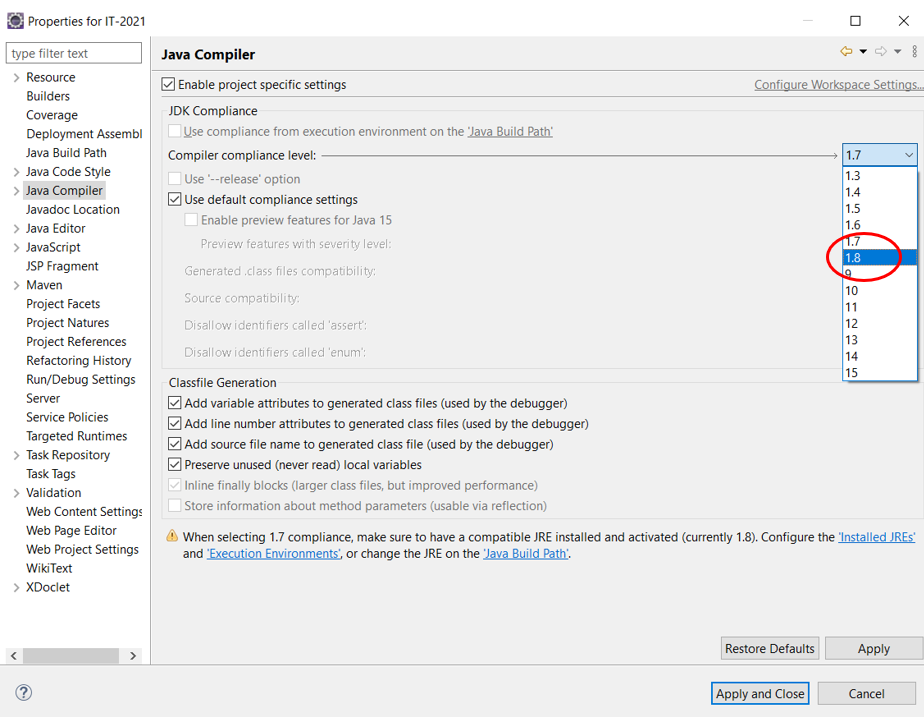 Properties for IT-2021
type filter text
Resource
Builders
Coverage
Deployment Assembl
Java Build Path
Java Code Style
Java Compiler
Javadoc Location
Java Editor
JavaScript
JSP Fragment
Maven
Project Facets
Project Natures
Project References
Refactoring History
Run/Debug Settings
Server
Service Policies
Targeted Runtimes
Task Repository
Task Tags
Validation
Web Content Settings
Web Page Editor
Web Project Settings
WikiText
XDoclet
Java Compiler
Enable project specific settings
Configure Workspace Settings...
JDK Compliance
Use compliance from execution environment on the 'Java Build Path'
Compiler compliance level:
1.7
1.3
1.4
1.5
1.6
1.7
1.8
9
10
11
12
13
14
15
Use '--release' option
Use default compliance settings
Enable preview features for Java 15
Preview features with severity level:
Generated .class files compatibility:
Source compatibility:
Disallow identifiers called 'assert':
Disallow identifiers called 'enum':
Classfile Generation
Add variable attributes to generated class files (used by the debugger)
Add line number attributes to generated class files (used by the debugger)
Add source file name to generated class file (used by the debugger)
Preserve unused (never read) local variables
Inline finally blocks (larger class files, but improved performance)
Store information about method parameters (usable via reflection)
When selecting 1.7 compliance, make sure to have a compatible JRE installed and activated (currently 1.8). Configure the 'Installed JREs'
and 'Execution Environments', or change the JRE on the 'Java Build Path'.
Restore Defaults
Apply
Apply and Close
Cancel